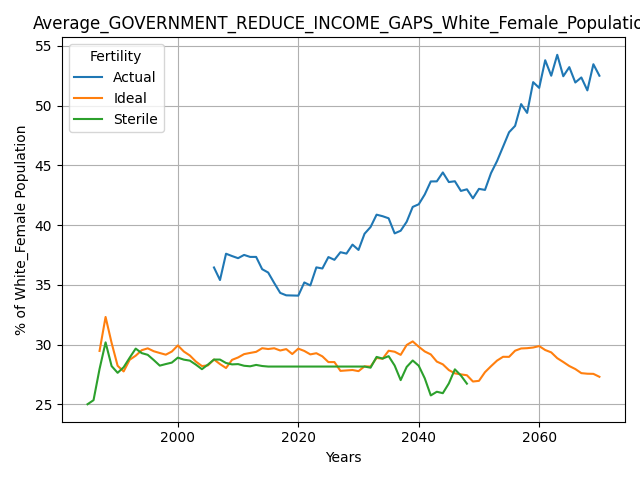 Average_GOVERNMENT_REDUCE_INCOME_GAPS_White_Female_Populatio
Fertility
Actual
Ideal
Sterile
% of White_Female Population
55
50
45
40
35
30
25
2000
2020
2040
2060
Years